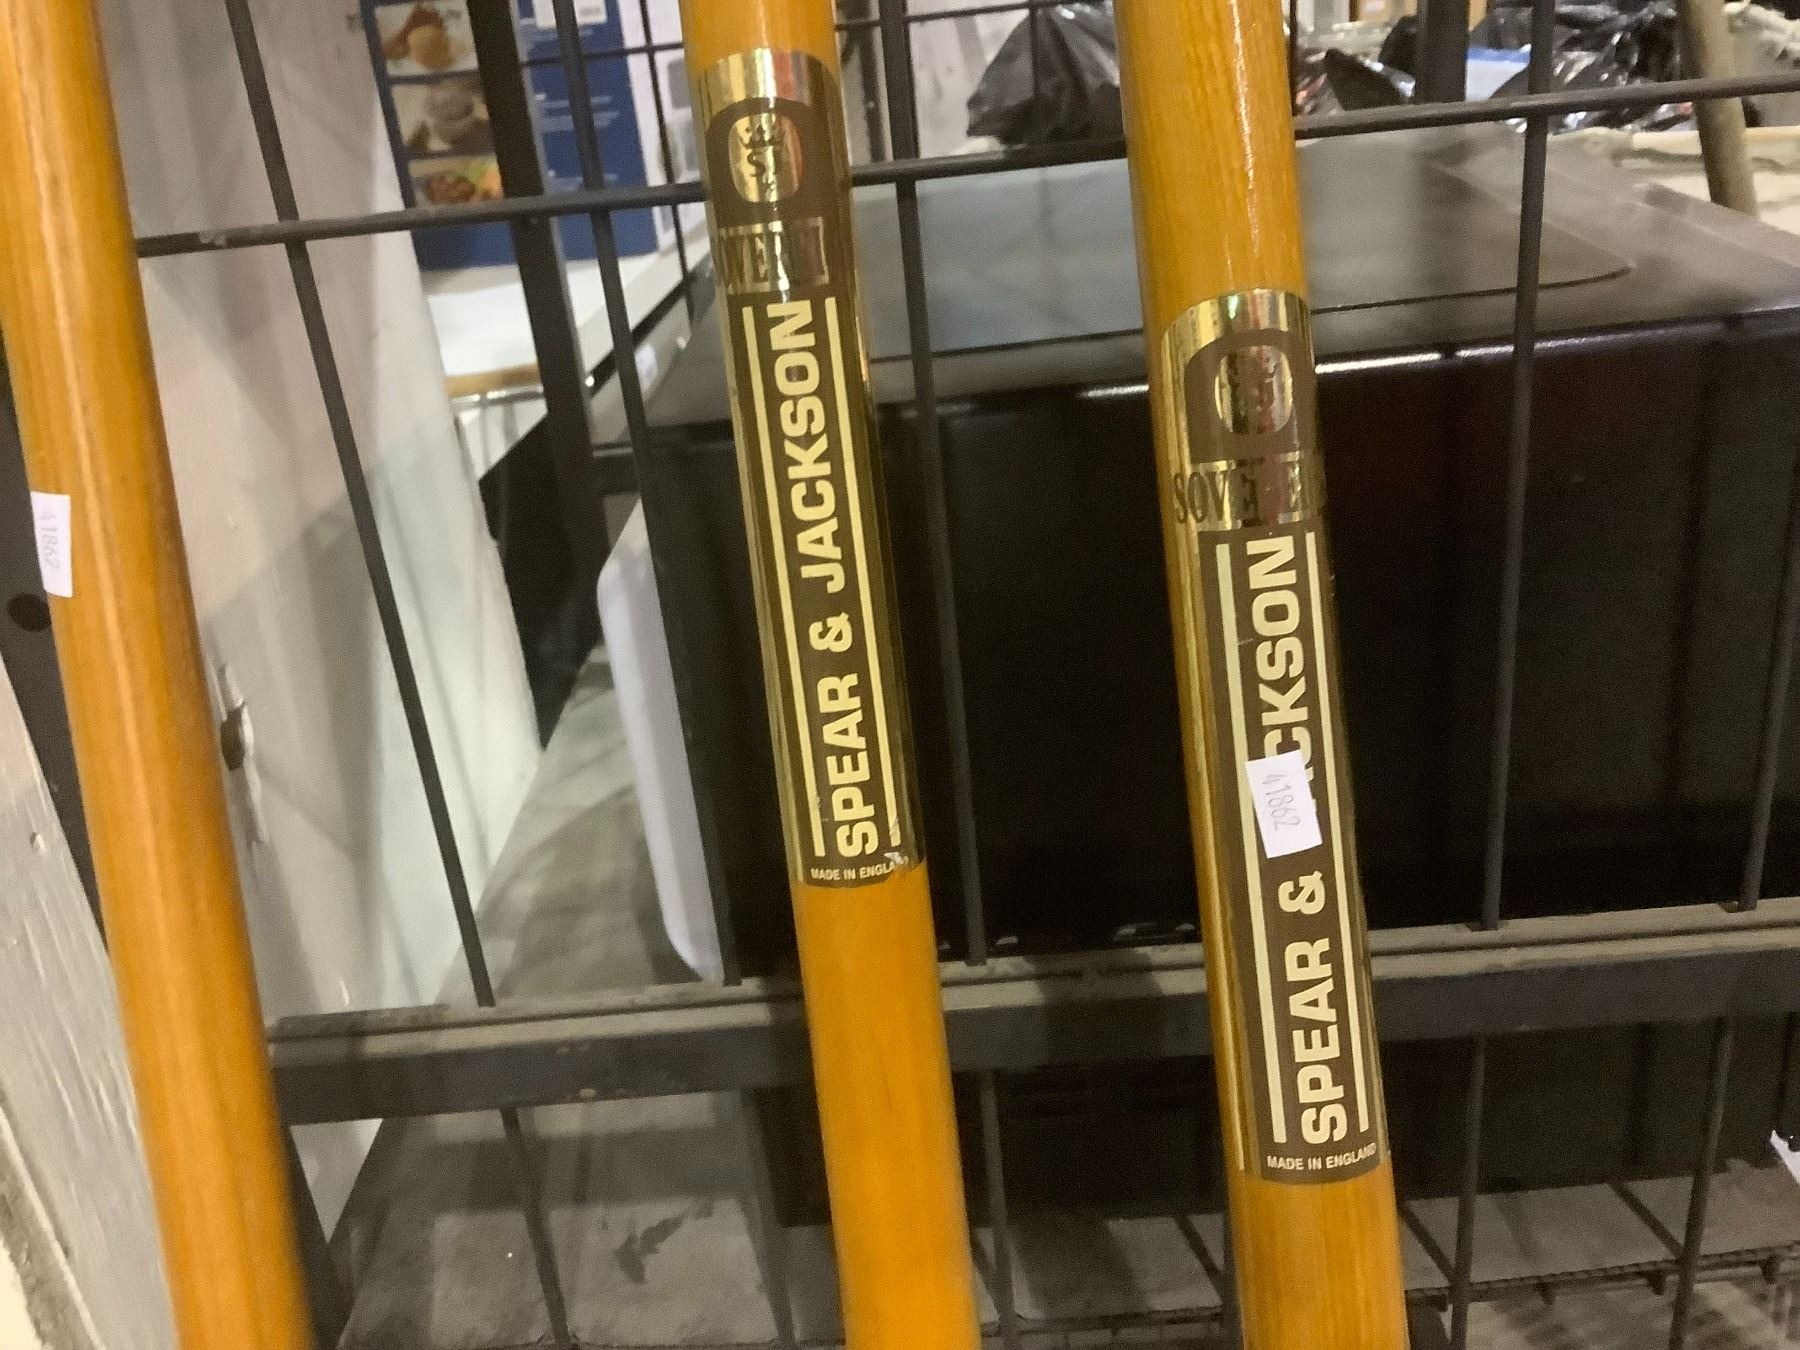 41862
SPEAR & JACKSON
MADE IN ENGLAND
41862
SPEAR & JACKSON
MADE IN ENGLAND